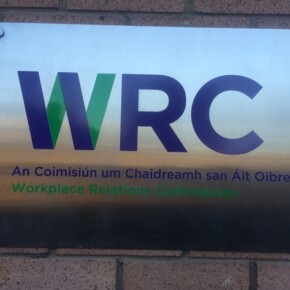 WRC
An Coimisiún um Chaidreamh san Áit Oibre
Workplace Relations Commission